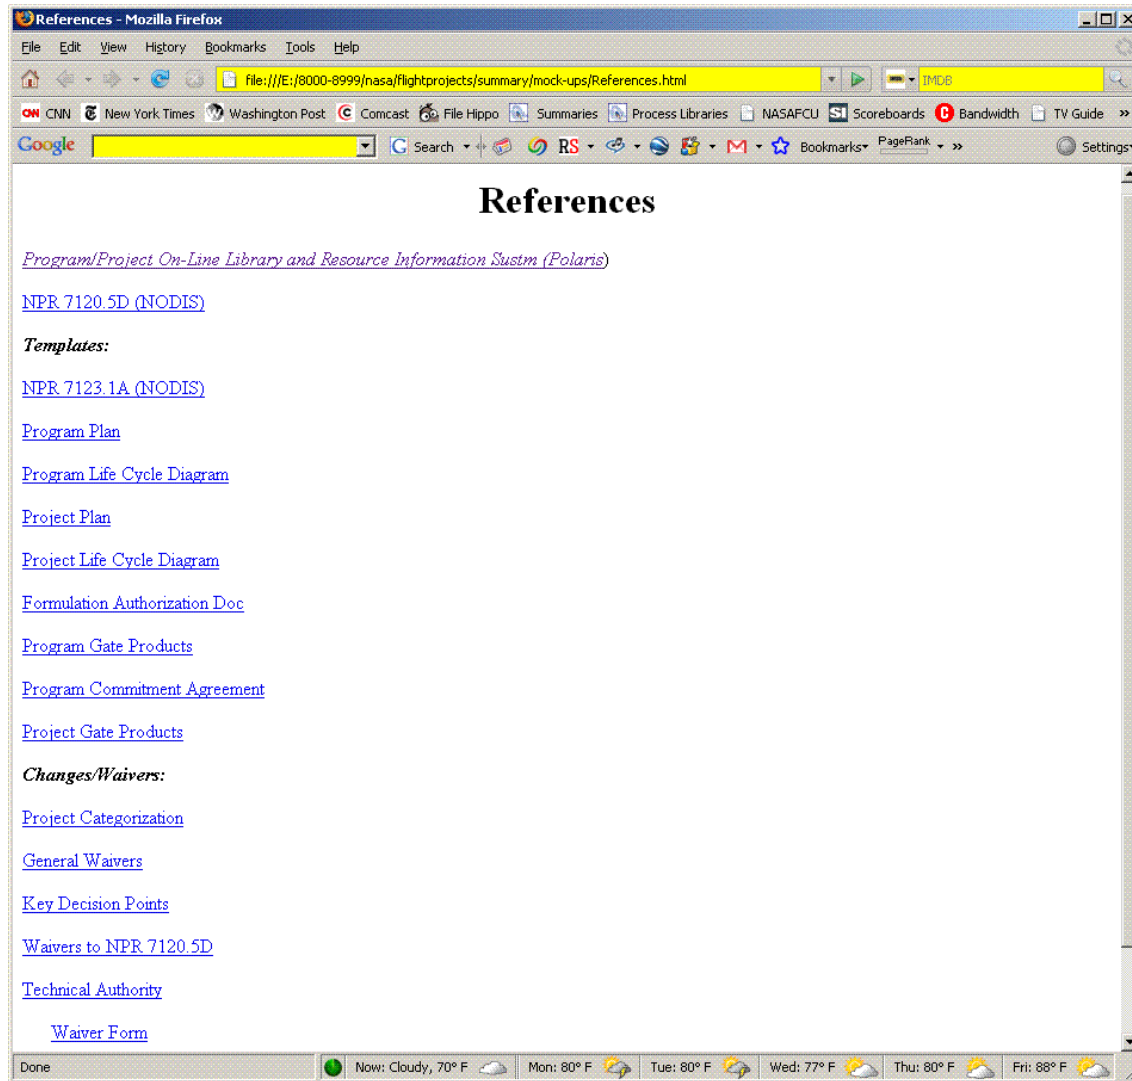 References - Mozilla Firefox
File Edit View History Bookmarks Tools Help
file:///E:/8000-8999/nasa/flightprojects/summary/mock-ups/References.html IMDB
CNN New York Times Washington Post Comcast File Hippo Summaries Process Libraries NASAFCU Scoreboards Bandwidth TV Guide »
Google Search RS Bookmarks PageRank » Settings
References
Program/Project On-Line Library and Resource Information Sustm (Polaris)
NPR 7120.5D (NODIS)
Templates:
NPR 7123.1A (NODIS)
Program Plan
Program Life Cycle Diagram
Project Plan
Project Life Cycle Diagram
Formulation Authorization Doc
Program Gate Products
Program Commitment Agreement
Project Gate Products
Changes/Waivers:
Project Categorization
General Waivers
Key Decision Points
Waivers to NPR 7120.5D
Technical Authority
Waiver Form
Done Now: Cloudy, 70° F Mon: 80° F Tue: 80° F Wed: 77° F Thu: 80° F Fri: 88° F